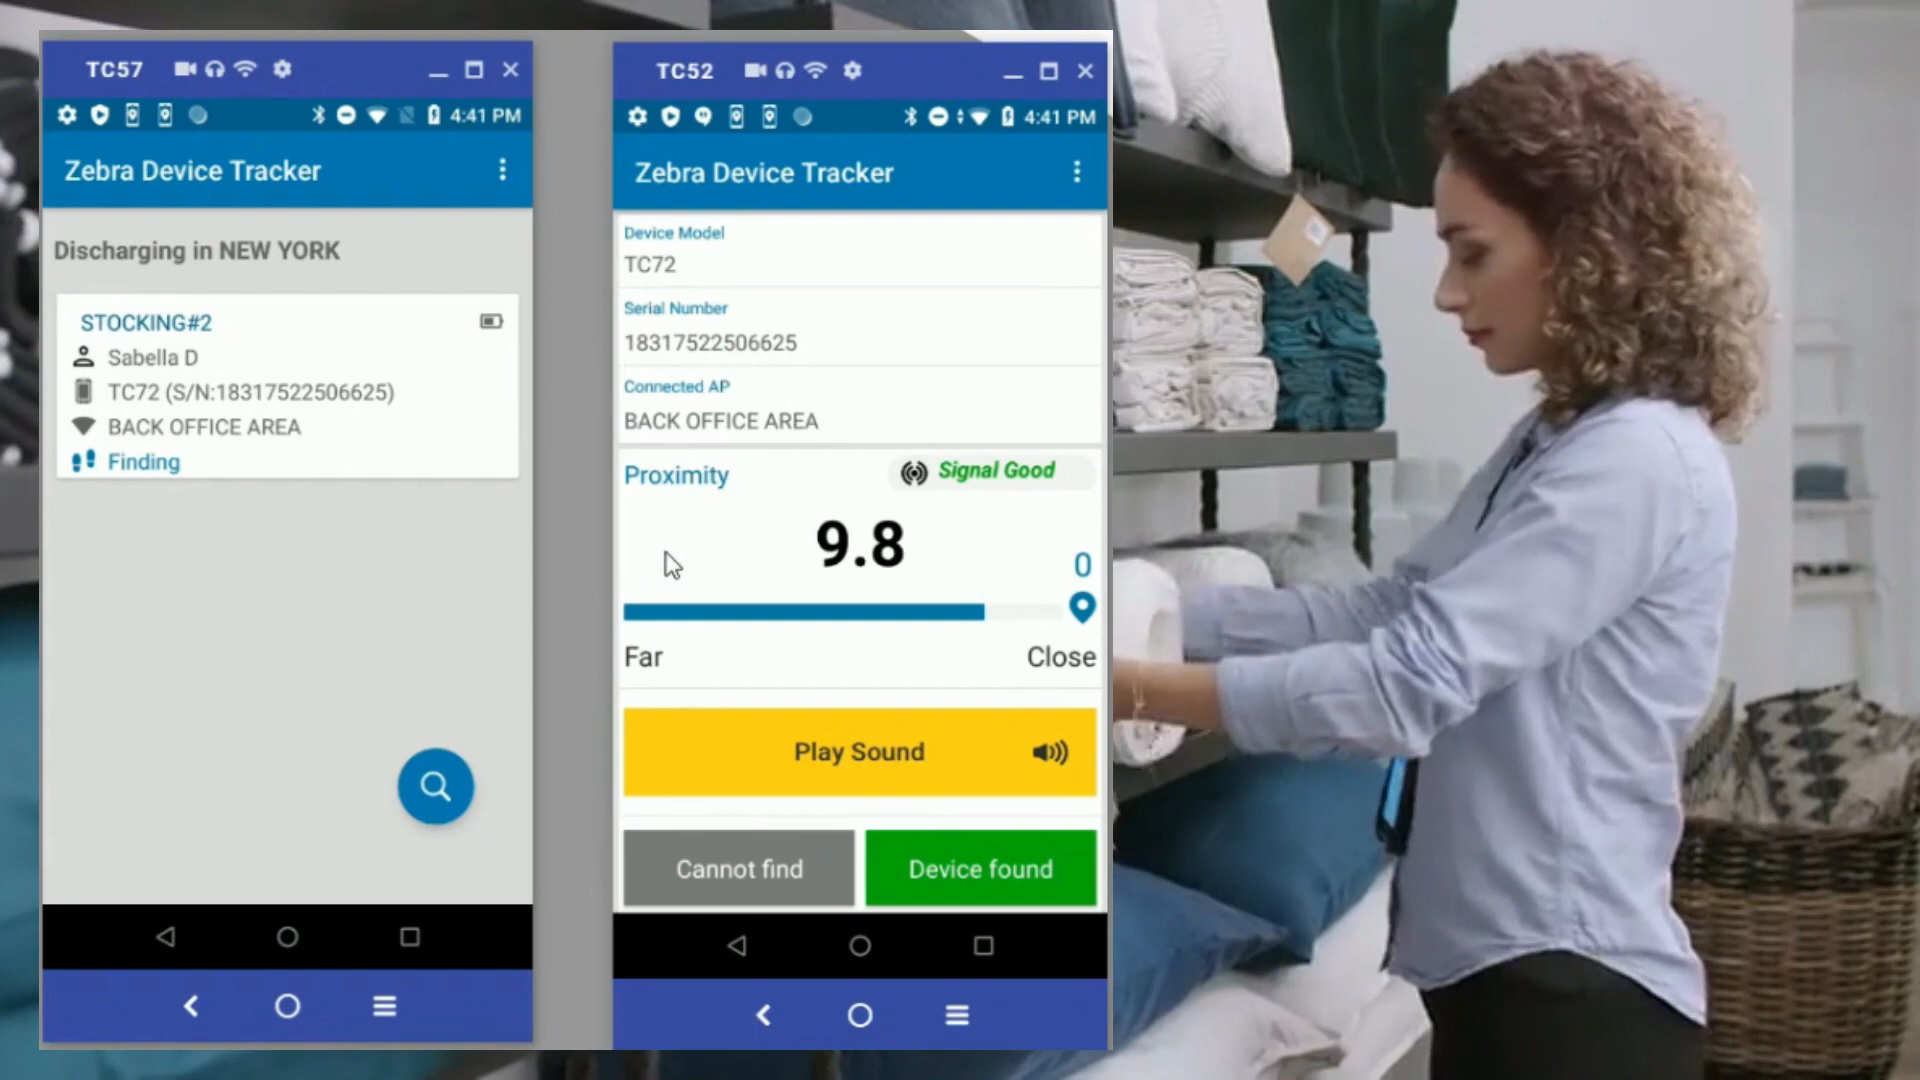 TC57
4:41 PM
Zebra Device Tracker
Discharging in NEW YORK
STOCKING#2
Sabella D
TC72 (S/N:18317522506625)
BACK OFFICE AREA
Finding
TC52
4:41 PM
Zebra Device Tracker
Device Model
TC72
Serial Number
18317522506625
Connected AP
BACK OFFICE AREA
Proximity
Signal Good
9.8
0
Far
Close
Play Sound
Cannot find
Device found